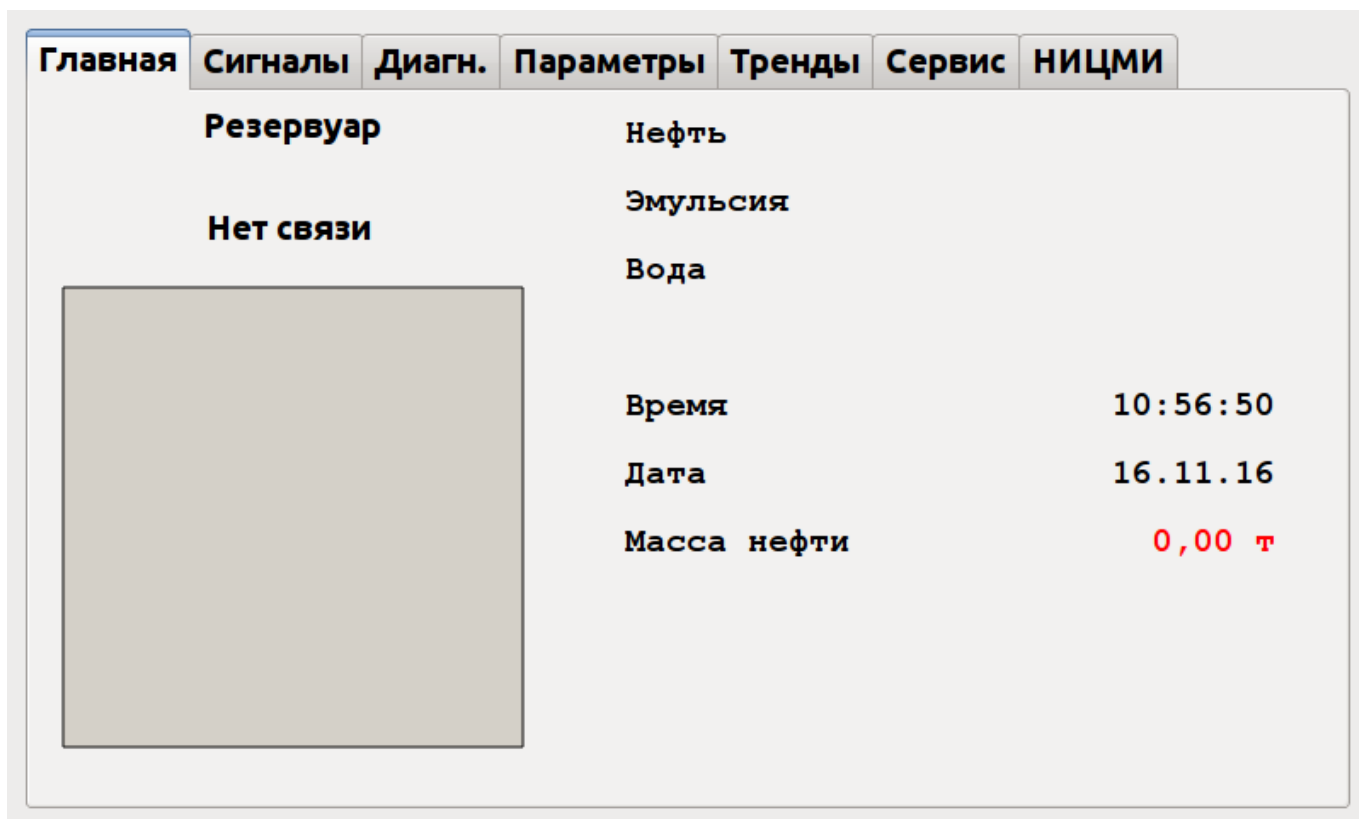 Главная Сигналы Диагн. Параметры Тренды Сервис НИЦМИ
Резервуар
Нет связи
Нефть
Эмульсия
Вода
Время 10:56:50
Дата 16.11.16
Масса нефти 0,00 т